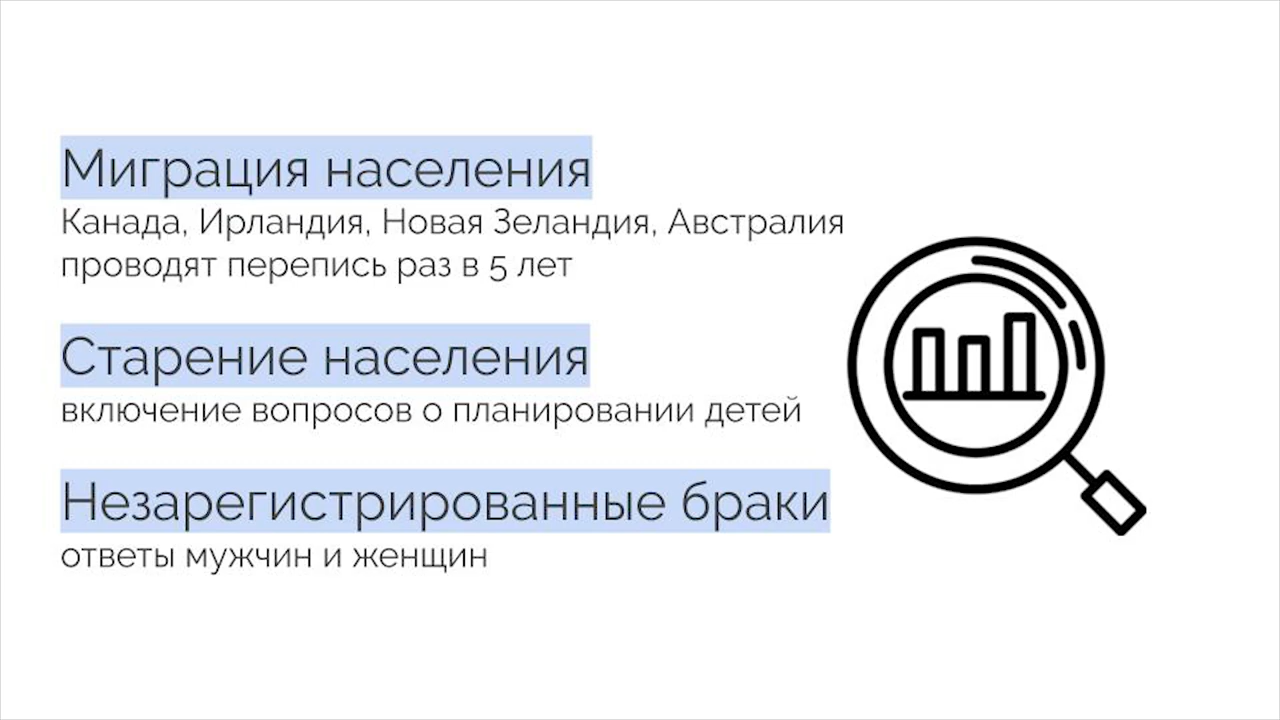 Миграция населения
Канада, Ирландия, Новая Зеландия, Австралия
проводят перепись раз в 5 лет
Старение населения
включение вопросов о планировании детей
Незарегистрированные браки
ответы мужчин и женщин